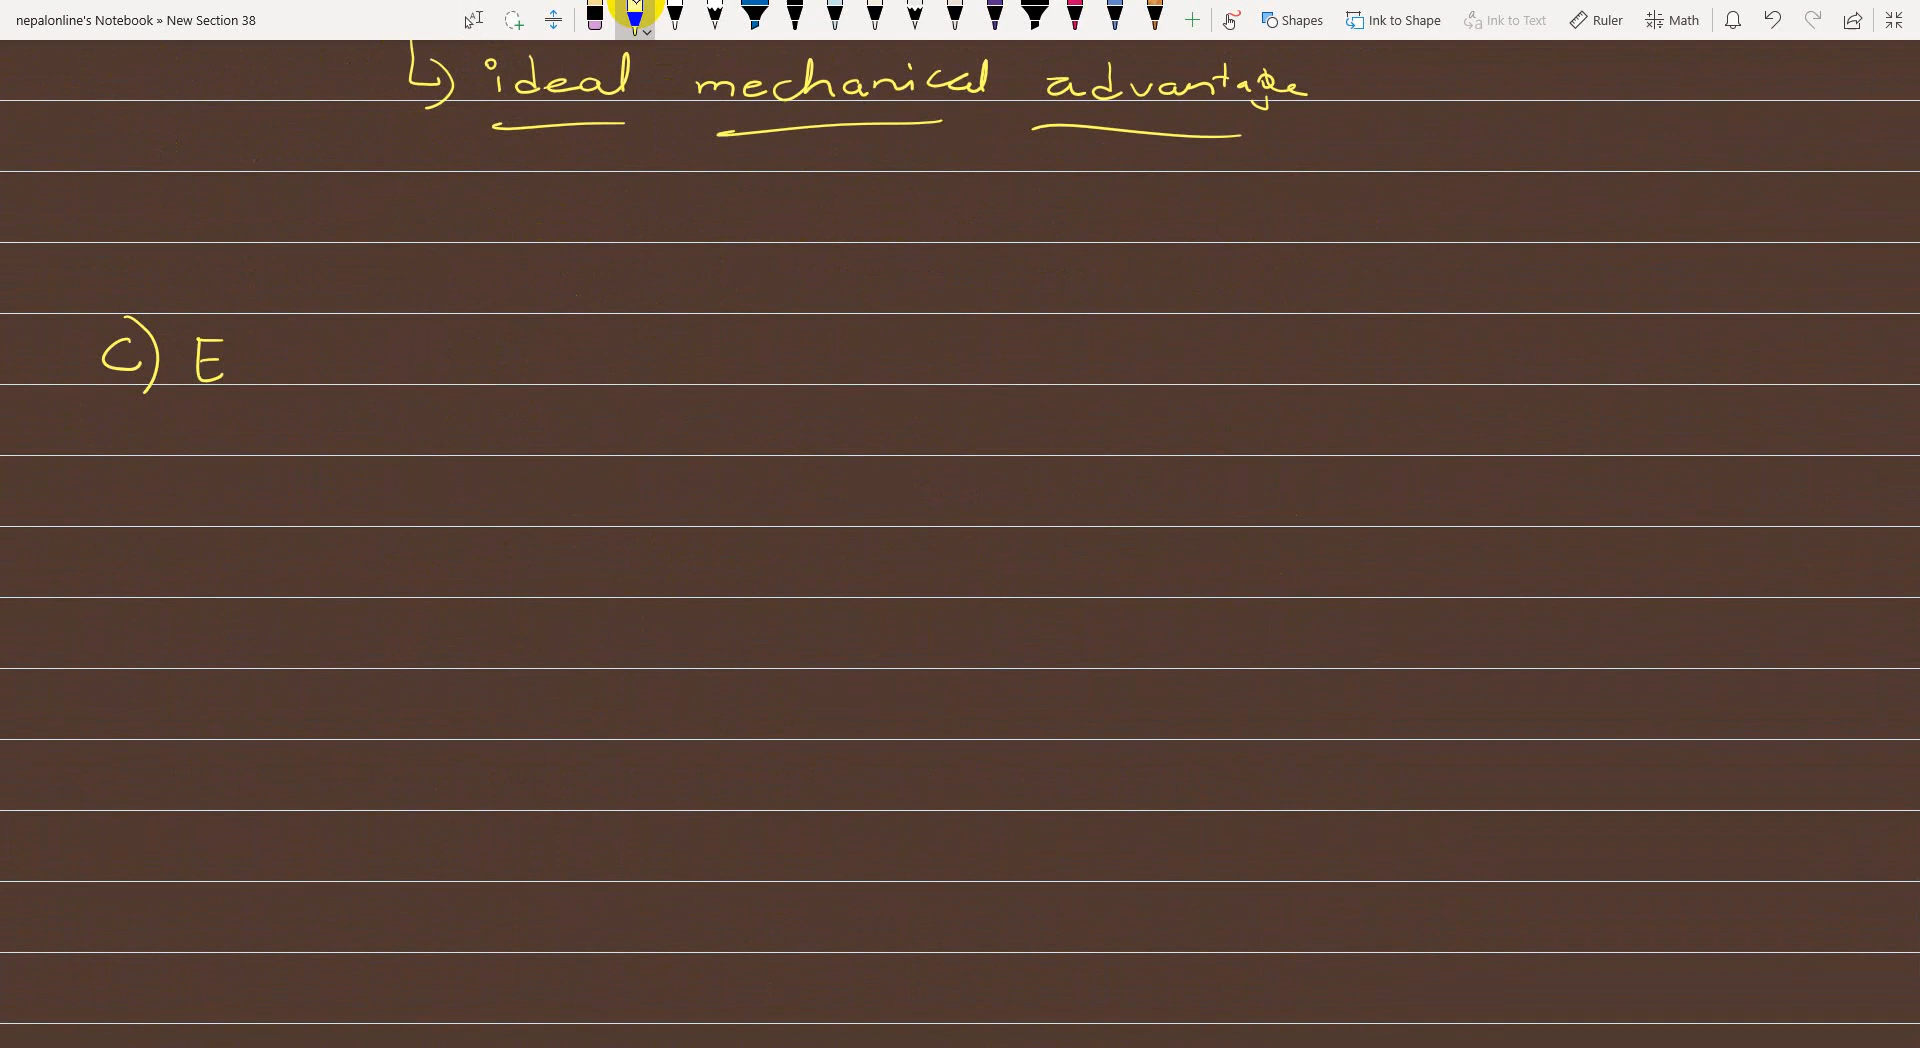 nepalonline's Notebook » New Section 38
Shapes Ink to Shape Ink to Text Ruler Math
ideal mechanical advantage
C) E